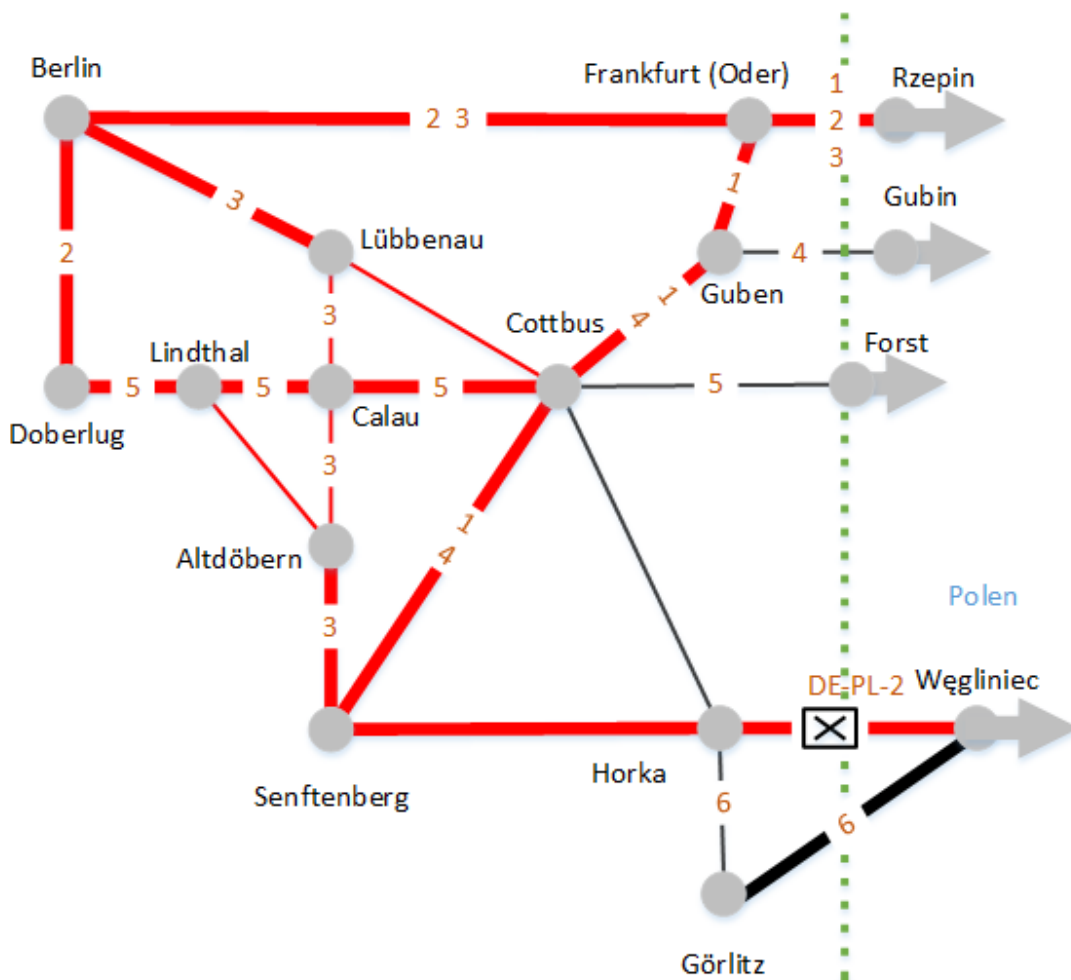 Berlin
Frankfurt (Oder)
1
Rzepin
2 3
2
3
1
Gubin
3
Lübbenau
2
4
Guben
3
1
4
Cottbus
Lindthal
Forst
5
5
5
5
Doberlug
Calau
3
1
4
Altdöbern
Polen
3
DE-PL-2
Węgliniec
Senftenberg
Horka
6
6
Görlitz